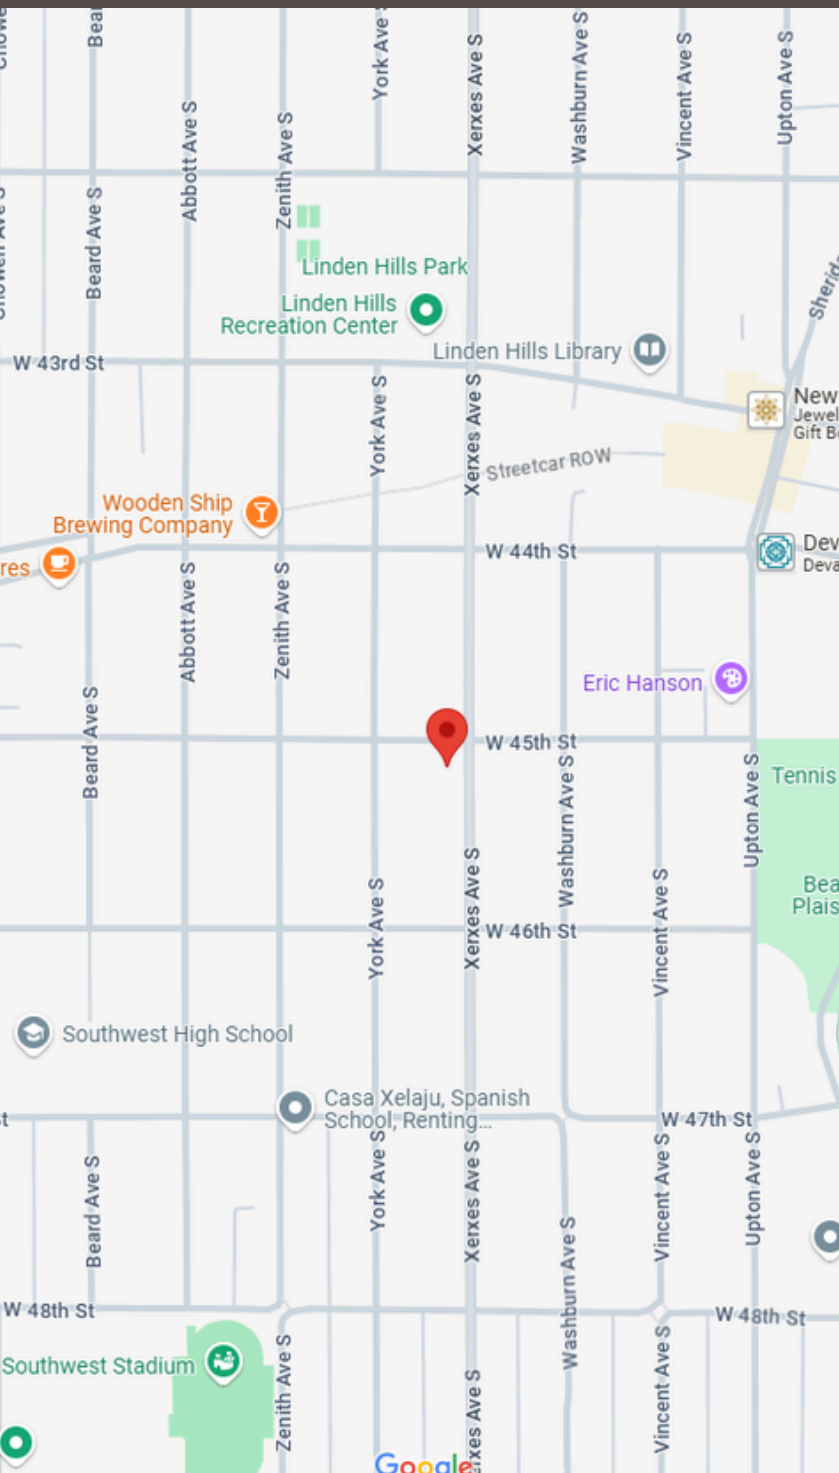 Bear
York Ave S
Xerxes Ave S
Washburn Ave S
Vincent Ave S
Upton Ave S
Abbott Ave S
Zenith Ave S
Beard Ave S
Linden Hills Park
Linden Hills
Recreation Center
Linden Hills Library
W 43rd St
New
Jewel
Gift B
York Ave S
Xerxes Ave S
Streetcar ROW
Wooden Ship
Brewing Company
W 44th St
Dev
Deva
res
Abbott Ave S
Zenith Ave S
Eric Hanson
Beard Ave S
W 45th St
Tennis
Washburn Ave S
Upton Ave S
Bea
Plais
York Ave S
Xerxes Ave S
Vincent Ave S
W 46th St
Southwest High School
Casa Xelaju, Spanish
School, Renting...
W 47th St
York Ave S
Xerxes Ave S
Vincent Ave S
Upton Ave S
Beard Ave S
Washburn Ave S
W 48th St
W 48th St
Southwest Stadium
Zenith Ave S
Vincent Ave S
erxes Ave S
Google